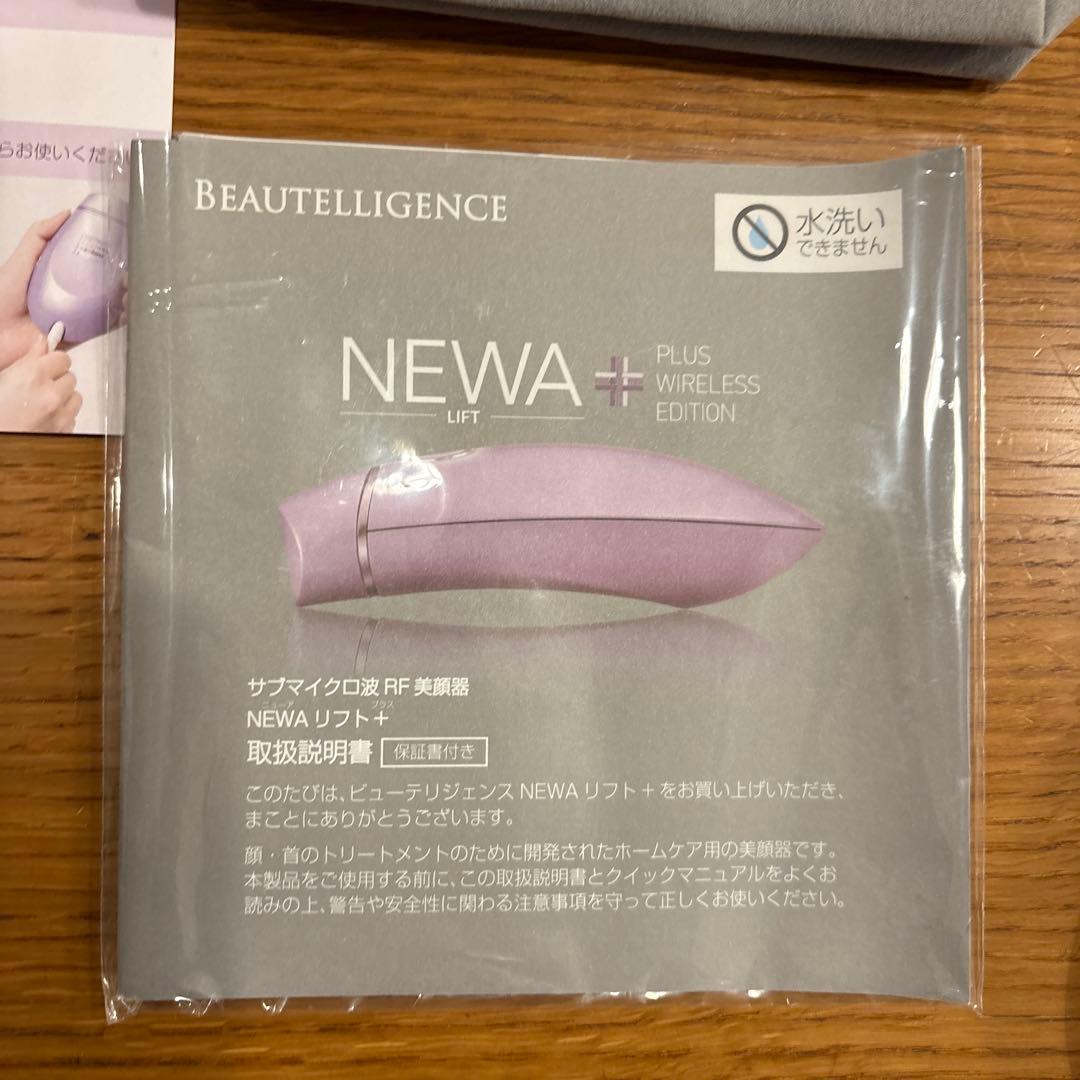 らお使いくださ
BEAUTELLIGENCE
水洗い
できません
NEWA
LIFT
PLUS
WIRELESS
EDITION
サブマイクロ波 RF 美顔器
ニューア プラス
NEWA リフト+
取扱説明書 保証書付き
このたびは、ビューテリジェンス NEWA リフト+をお買い上げいただき、
まことにありがとうございます。
顔・首のトリートメントのために開発されたホームケア用の美顔器です。
本製品をご使用する前に、この取扱説明書とクイックマニュアルをよくお
読みの上、警告や安全性に関わる注意事項を守って正しくお使いください。